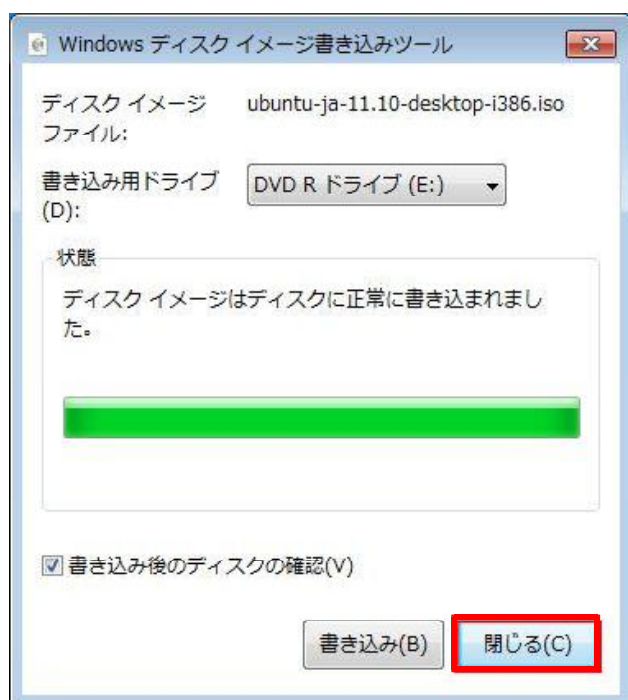 Windows ディスク イメージ書き込みツール
ディスク イメージ ubuntu-ja-11.10-desktop-i386.iso
ファイル:
書き込み用ドライブ DVD R ドライブ (E:)
(D):
状態
ディスク イメージはディスクに正常に書き込まれまし
た。
書き込み後のディスクの確認(V)
書き込み(B) 閉じる(C)